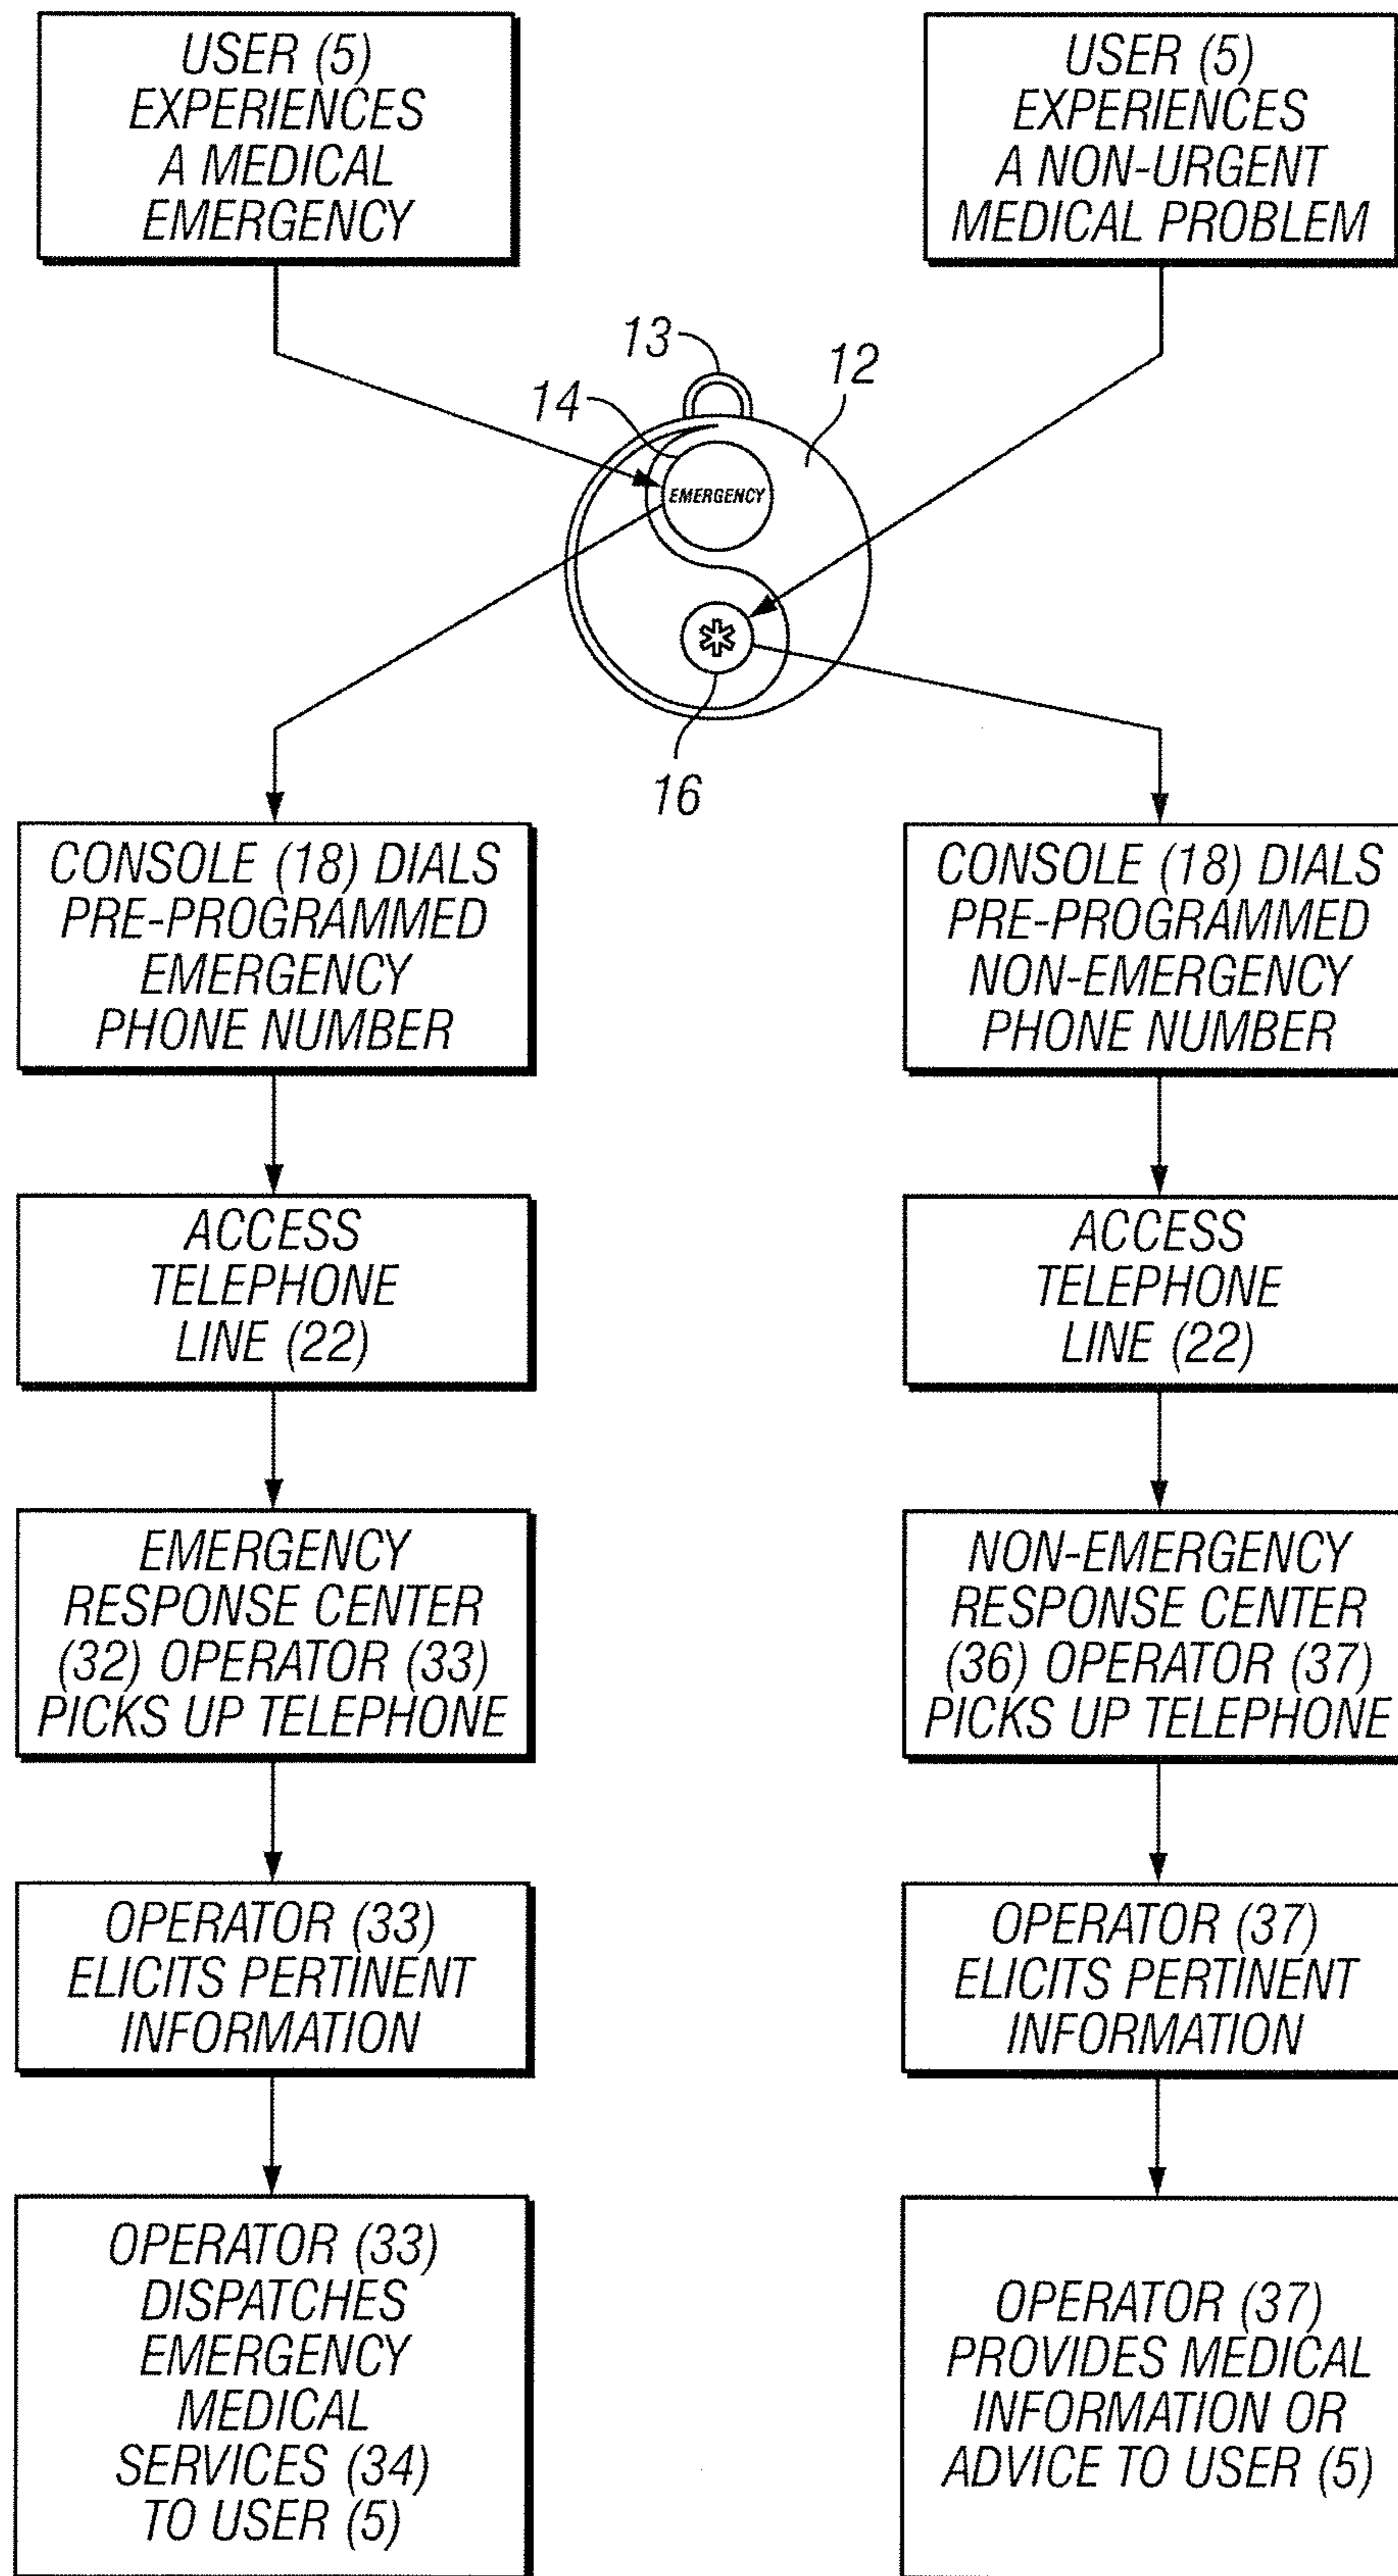 USER (5)
EXPERIENCES
A MEDICAL
EMERGENCY
USER (5)
EXPERIENCES
A NON-URGENT
MEDICAL PROBLEM
13
12
14
EMERGENCY
16
CONSOLE (18) DIALS
PRE-PROGRAMMED
EMERGENCY
PHONE NUMBER
ACCESS
TELEPHONE
LINE (22)
EMERGENCY
RESPONSE CENTER
(32) OPERATOR (33)
PICKS UP TELEPHONE
OPERATOR (33)
ELICITS PERTINENT
INFORMATION
OPERATOR (33)
DISPATCHES
EMERGENCY
MEDICAL
SERVICES (34)
TO USER (5)
CONSOLE (18) DIALS
PRE-PROGRAMMED
NON-EMERGENCY
PHONE NUMBER
ACCESS
TELEPHONE
LINE (22)
NON-EMERGENCY
RESPONSE CENTER
(36) OPERATOR (37)
PICKS UP TELEPHONE
OPERATOR (37)
ELICITS PERTINENT
INFORMATION
OPERATOR (37)
PROVIDES MEDICAL
INFORMATION OR
ADVICE TO USER (5)